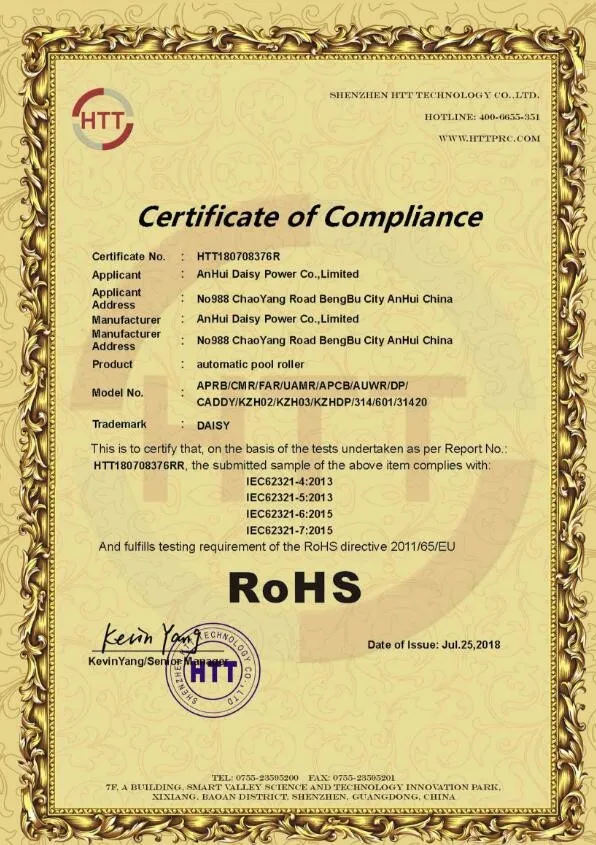 HTT
SHENZHEN HTT TECHNOLOGY CO.,LTD.
HOTLINE: 400-6655-351
WWW.HTTPRC.COM
Certificate of Compliance
Certificate No. : HTT180708376R
Applicant : AnHui Daisy Power Co.,Limited
Applicant
Address : No988 ChaoYang Road BengBu City AnHui China
Manufacturer : AnHui Daisy Power Co.,Limited
Manufacturer
Address : No988 ChaoYang Road BengBu City AnHui China
Product : automatic pool roller
Model No. : APRB/CMR/FAR/UAMR/APCB/AUWR/DP/
CADDY/KZH02/KZH03/KZHDP/314/601/31420
Trademark : DAISY
This is to certify that, on the basis of the tests undertaken as per Report No.:
HTT180708376RR, the submitted sample of the above item complies with:
IEC62321-4:2013
IEC62321-5:2013
IEC62321-6:2015
IEC62321-7:2015
And fulfills testing requirement of the RoHS directive 2011/65/EU
RoHS
Kevin Yang
KevinYang/Senior Manager
SHENZHEN HTT TECHNOLOGY CO., LTD
HTT
Date of Issue: Jul.25,2018
TEL: 0755-23595200 FAX: 0755-23595201
7F, A BUILDING, SMART VALLEY SCIENCE AND TECHNOLOGY INNOVATION PARK,
XIXIANG, BAOAN DISTRICT, SHENZHEN, GUANGDONG, CHINA